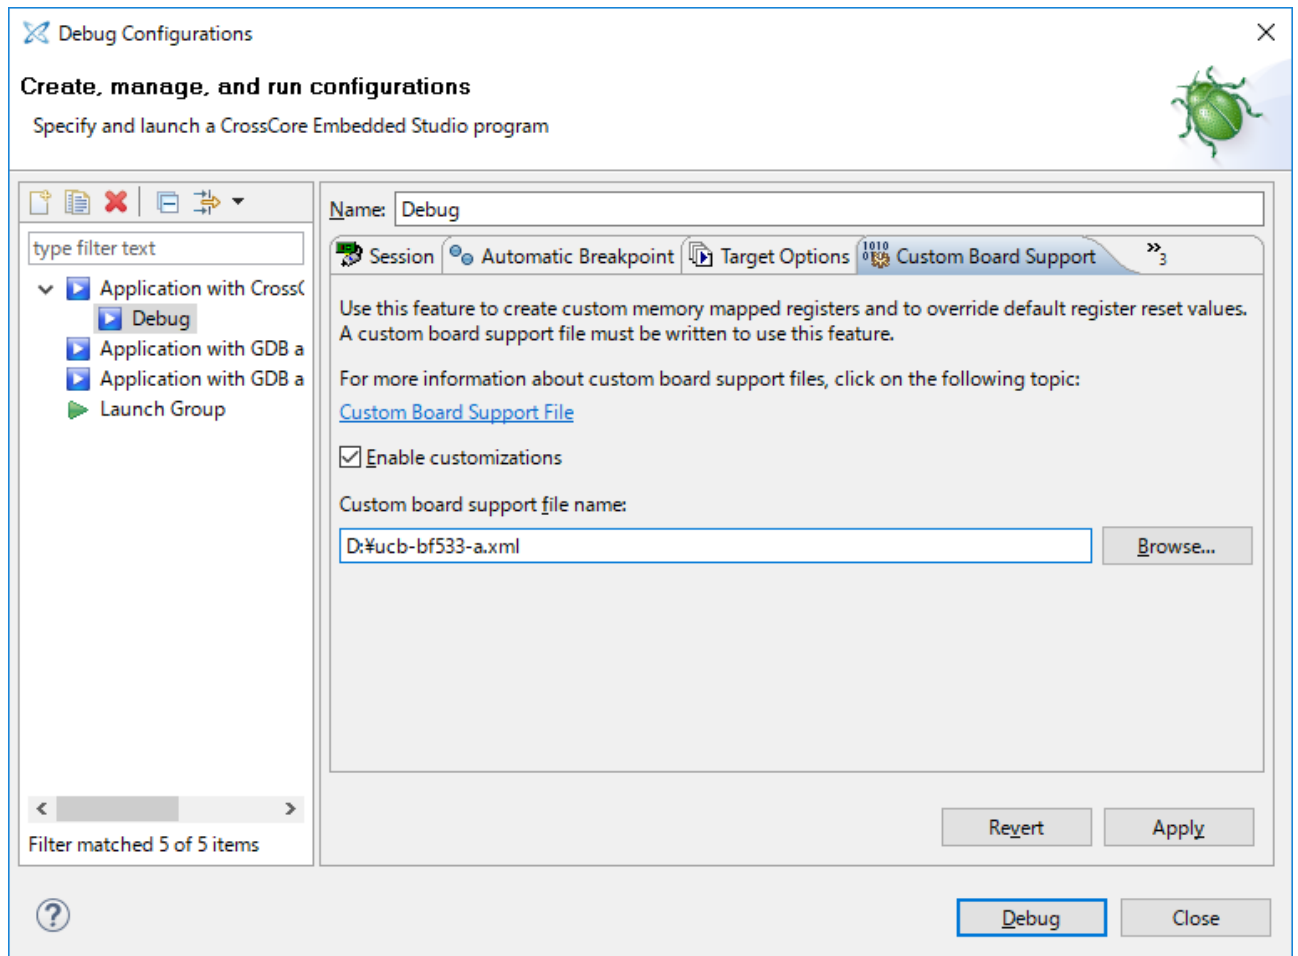 Debug Configurations
Create, manage, and run configurations
Specify and launch a CrossCore Embedded Studio program
type filter text
Application with CrossC
Debug
Application with GDB a
Application with GDB a
Launch Group
Filter matched 5 of 5 items
Name: Debug
Session Automatic Breakpoint Target Options Custom Board Support »3
Use this feature to create custom memory mapped registers and to override default register reset values.
A custom board support file must be written to use this feature.
For more information about custom board support files, click on the following topic:
Custom Board Support File
Enable customizations
Custom board support file name:
D:¥ucb-bf533-a.xml Browse...
Revert Apply
Debug Close